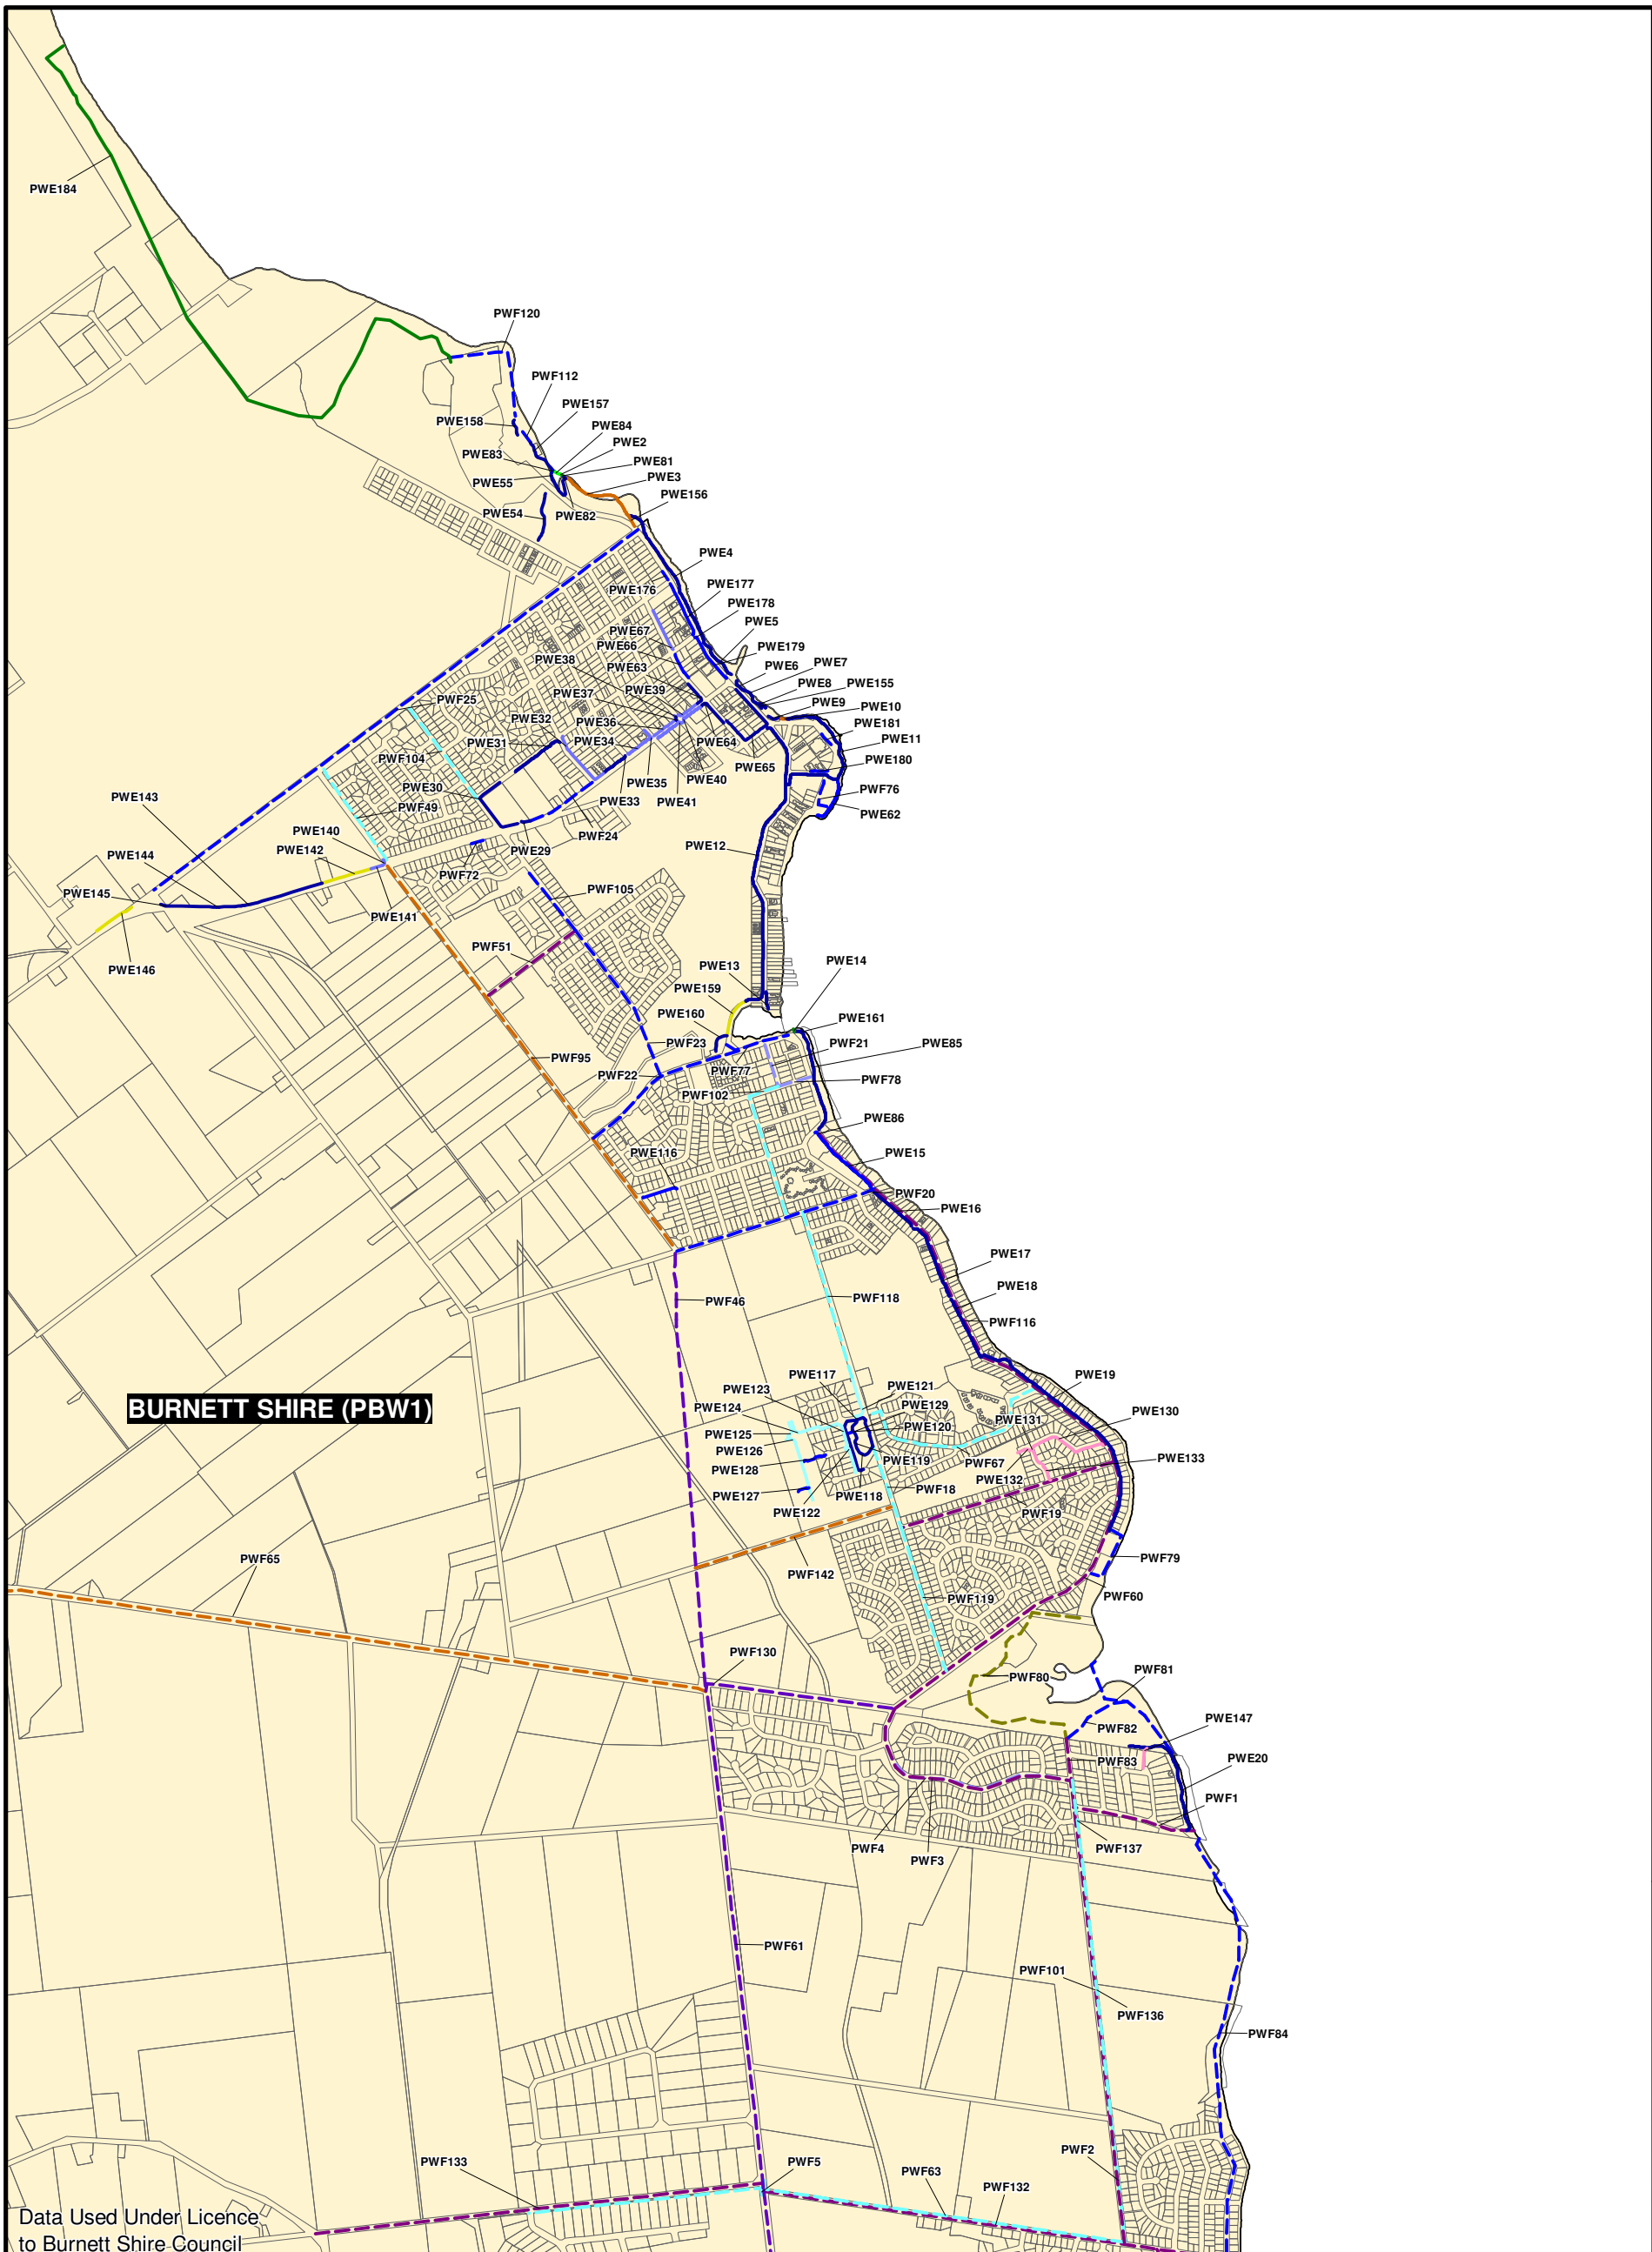 PWE184
PWF120
PWF112
PWE157
PWE158
PWE84
PWE2
PWE83
PWE81
PWE55
PWE3
PWE156
PWE54
PWE82
PWE4
PWE177
PWE176
PWE178
PWE5
PWE67
PWE66
PWE179
PWE38
PWE63
PWE6
PWE7
PWE8
PWE155
PWE37
PWE39
PWF25
PWE9
PWE10
PWE32
PWE36
PWE181
PWE31
PWE34
PWE64
PWE11
PWF104
PWE65
PWE180
PWE30
PWE35
PWE40
PWF76
PWE143
PWE33
PWE41
PWF49
PWE62
PWE140
PWF24
PWE142
PWE29
PWE12
PWE144
PWF72
PWE145
PWF105
PWE141
PWF51
PWE146
PWE13
PWE14
PWE159
PWE160
PWE161
PWF23
PWF21
PWE85
PWF95
PWF22
PWF77
PWF78
PWF102
PWE86
PWE116
PWE15
PWF20
PWE16
PWE17
PWE18
PWF46
PWF118
PWF116
PWE117
PWE19
PWE123
PWE121
BURNETT SHIRE (PBW1)
PWE124
PWE129
PWE130
PWE125
PWE120
PWE131
PWE126
PWE119
PWF67
PWE133
PWE128
PWE132
PWE127
PWE118
PWF18
PWE122
PWF19
PWF65
PWF142
PWF79
PWF119
PWF60
PWF130
PWF80
PWF81
PWF82
PWE147
PWF83
PWE20
PWF1
PWF4
PWF3
PWF137
PWF61
PWF101
PWF136
PWF84
PWF133
PWF5
PWF63
PWF2
PWF132
Data Used Under Licence
to Burnett Shire Council